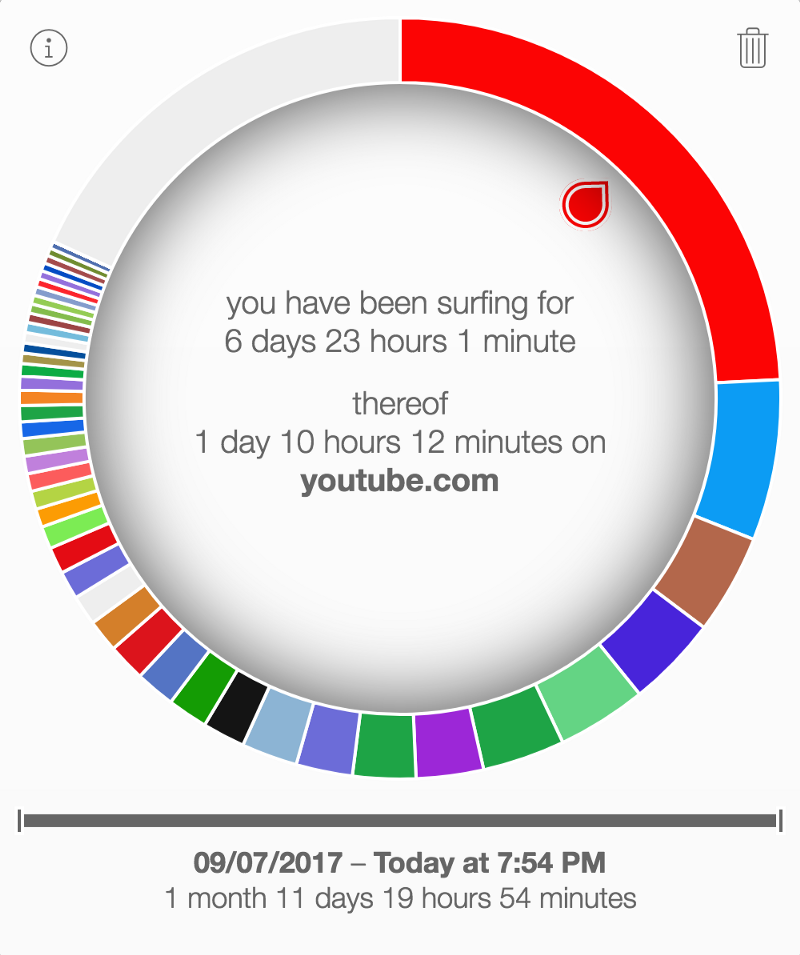 you have been surfing for
6 days 23 hours 1 minute
thereof
1 day 10 hours 12 minutes on
youtube.com
09/07/2017 – Today at 7:54 PM
1 month 11 days 19 hours 54 minutes